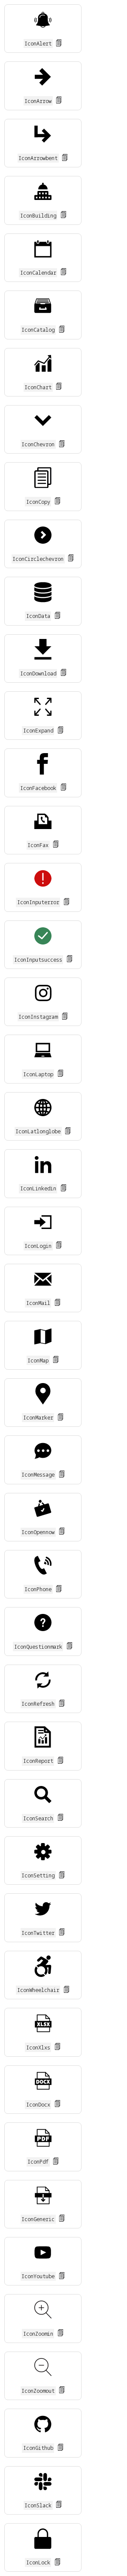 IconAlert
IconArrow
IconArrowbent
IconBuilding
IconCalendar
IconCatalog
IconChart
IconChevron
IconCopy
IconCirclechevron
IconData
IconDownload
IconExpand
IconFacebook
IconFax
IconInputerror
IconInputsuccess
IconInstagram
IconLaptop
IconLatlonglobe
IconLinkedin
IconLogin
IconMail
IconMap
IconMarker
IconMessage
IconOpennow
IconPhone
IconQuestionmark
IconRefresh
IconReport
IconSearch
IconSetting
IconTwitter
IconWheelchair
XLSX
IconXlsx
DOCX
IconDocx
PDF
IconPdf
IconGeneric
IconYoutube
IconZoomin
IconZoomout
IconGithub
IconSlack
IconLock